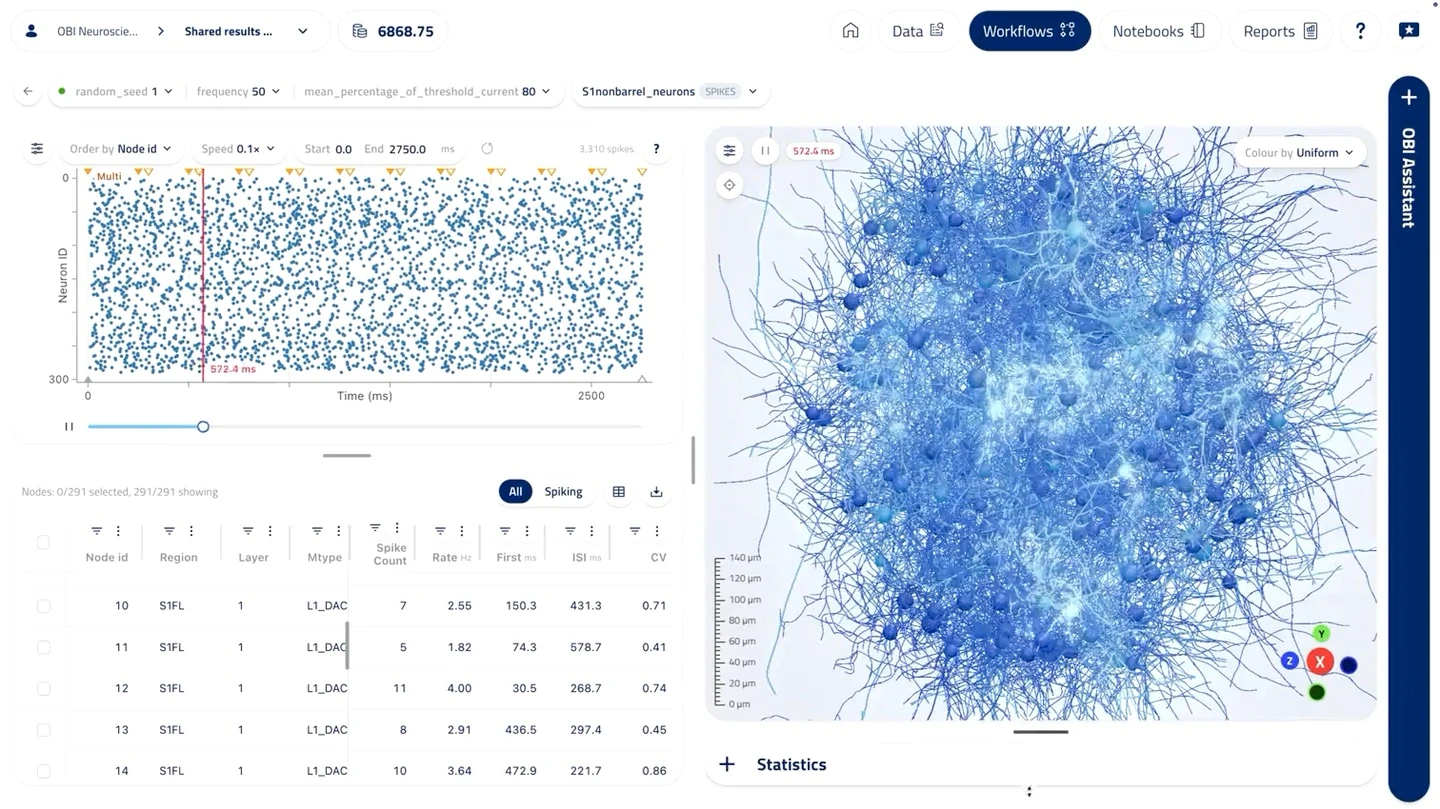 OBI Neuroscie... Shared results ... 6868.75 Data Workflows Notebooks Reports ?
random_seed 1 frequency 50 mean_percentage_of_threshold_current 80 S1nonbarrel_neurons SPIKES
Order by Node id Speed 0.1× Start 0.0 End 2750.0 ms 3,310 spikes ?
Multi
0
Neuron ID
300
572.4 ms
0 Time (ms) 2500
Nodes: 0/291 selected, 291/291 showing All Spiking
Node id Region Layer Mtype Spike Count Rate Hz First ms ISI ms CV
10 S1FL 1 L1_DAC 7 2.55 150.3 431.3 0.71
11 S1FL 1 L1_DAC 5 1.82 74.3 578.7 0.41
12 S1FL 1 L1_DAC 11 4.00 30.5 268.7 0.74
13 S1FL 1 L1_DAC 8 2.91 436.5 297.4 0.45
14 S1FL 1 L1_DAC 10 3.64 472.9 221.7 0.86
572.4 ms Colour by Uniform
140 µm
120 µm
100 µm
80 µm
60 µm
40 µm
20 µm
0 µm
Y
Z X
+ Statistics
+ OBI Assistant